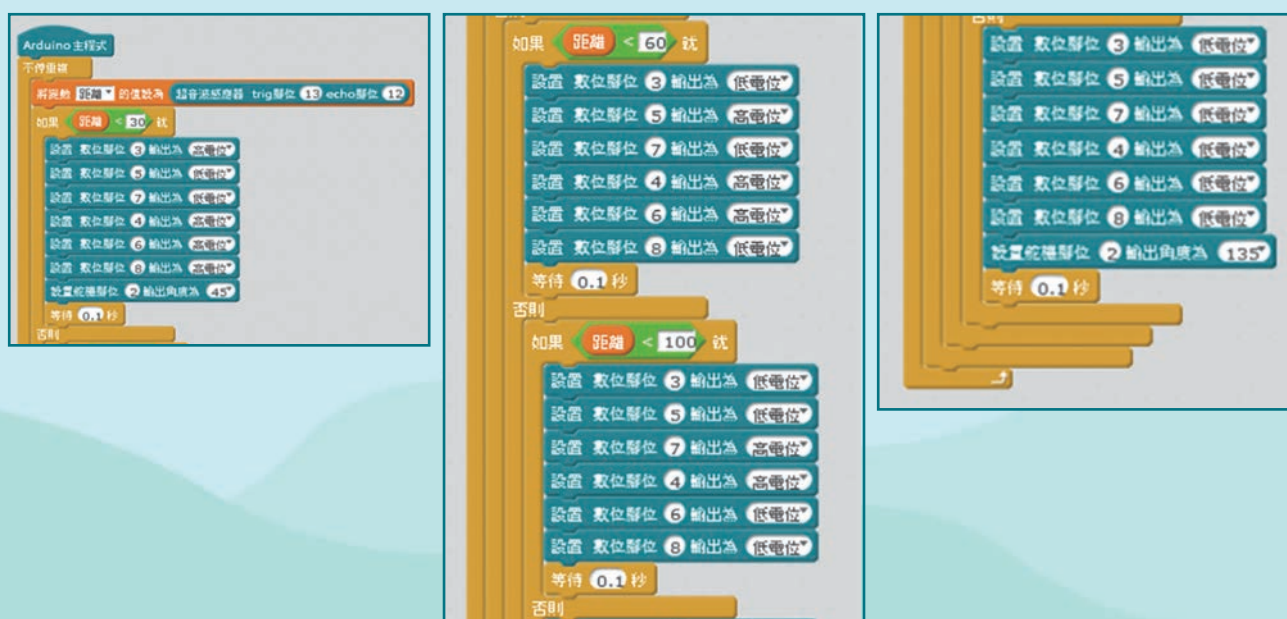 Arduino 主程式
不停重複
將變數 距離 的值設為 超音波感應器 trig腳位 13 echo腳位 12
如果 距離 < 30 就
設置 數位腳位 3 輸出為 高電位
設置 數位腳位 5 輸出為 低電位
設置 數位腳位 7 輸出為 低電位
設置 數位腳位 4 輸出為 高電位
設置 數位腳位 6 輸出為 高電位
設置 數位腳位 8 輸出為 高電位
設置舵機腳位 2 輸出角度為 45°
等待 0.1 秒
否則
否則
如果 距離 < 60 就
設置 數位腳位 3 輸出為 低電位
設置 數位腳位 5 輸出為 高電位
設置 數位腳位 7 輸出為 低電位
設置 數位腳位 4 輸出為 高電位
設置 數位腳位 6 輸出為 高電位
設置 數位腳位 8 輸出為 低電位
等待 0.1 秒
否則
如果 距離 < 100 就
設置 數位腳位 3 輸出為 低電位
設置 數位腳位 5 輸出為 低電位
設置 數位腳位 7 輸出為 高電位
設置 數位腳位 4 輸出為 高電位
設置 數位腳位 6 輸出為 低電位
設置 數位腳位 8 輸出為 低電位
等待 0.1 秒
否則
否則
設置 數位腳位 3 輸出為 低電位
設置 數位腳位 5 輸出為 低電位
設置 數位腳位 7 輸出為 低電位
設置 數位腳位 4 輸出為 低電位
設置 數位腳位 6 輸出為 低電位
設置 數位腳位 8 輸出為 低電位
設置舵機腳位 2 輸出角度為 135°
等待 0.1 秒